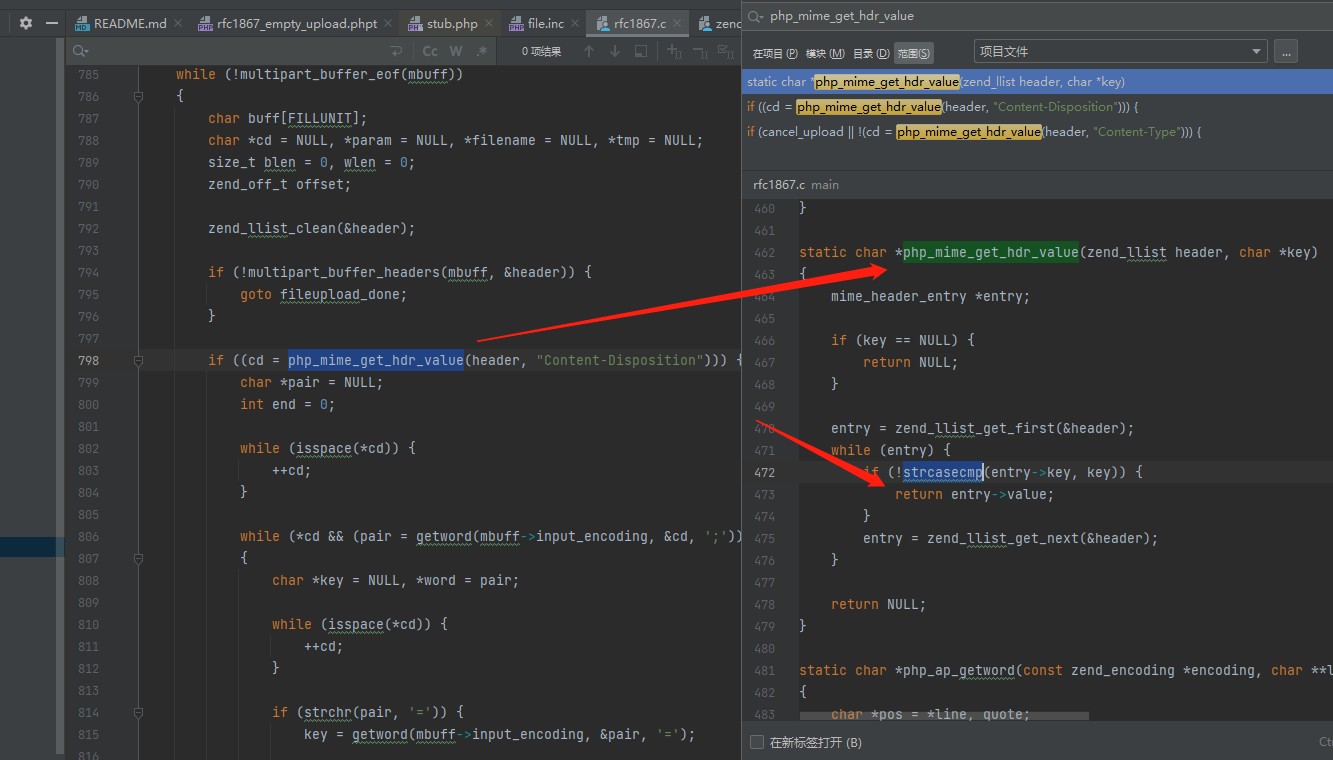 README.md
rfc1867_empty_upload.phpt
stub.php
file.inc
rfc1867.c
zend
Cc W .*
0 项结果
785 while (!multipart_buffer_eof(mbuff))
786 {
787 char buff[FILLUNIT];
788 char *cd = NULL, *param = NULL, *filename = NULL, *tmp = NULL;
789 size_t blen = 0, wlen = 0;
790 zend_off_t offset;
791
792 zend_llist_clean(&header);
793
794 if (!multipart_buffer_headers(mbuff, &header)) {
795 goto fileupload_done;
796 }
797
798 if ((cd = php_mime_get_hdr_value(header, "Content-Disposition"))) {
799 char *pair = NULL;
800 int end = 0;
801
802 while (isspace(*cd)) {
803 ++cd;
804 }
805
806 while (*cd && (pair = getword(mbuff->input_encoding, &cd, ';'))
807 {
808 char *key = NULL, *word = pair;
809
810 while (isspace(*cd)) {
811 ++cd;
812 }
813
814 if (strchr(pair, '=')) {
815 key = getword(mbuff->input_encoding, &pair, '=');
816
php_mime_get_hdr_value
在项目 (P) 模块 (M) 目录 (D) 范围(S)
项目文件
...
static char *php_mime_get_hdr_value(zend_llist header, char *key)
if ((cd = php_mime_get_hdr_value(header, "Content-Disposition"))) {
if (cancel_upload || !(cd = php_mime_get_hdr_value(header, "Content-Type"))) {
rfc1867.c main
460 }
461
462 static char *php_mime_get_hdr_value(zend_llist header, char *key)
463 {
464 mime_header_entry *entry;
465
466 if (key == NULL) {
467 return NULL;
468 }
469
470 entry = zend_llist_get_first(&header);
471 while (entry) {
472 if (!strcasecmp(entry->key, key)) {
473 return entry->value;
474 }
475 entry = zend_llist_get_next(&header);
476 }
477
478 return NULL;
479 }
480
481 static char *php_ap_getword(const zend_encoding *encoding, char **l
482 {
483 char *pos = *line, quote;
在新标签打开 (B)